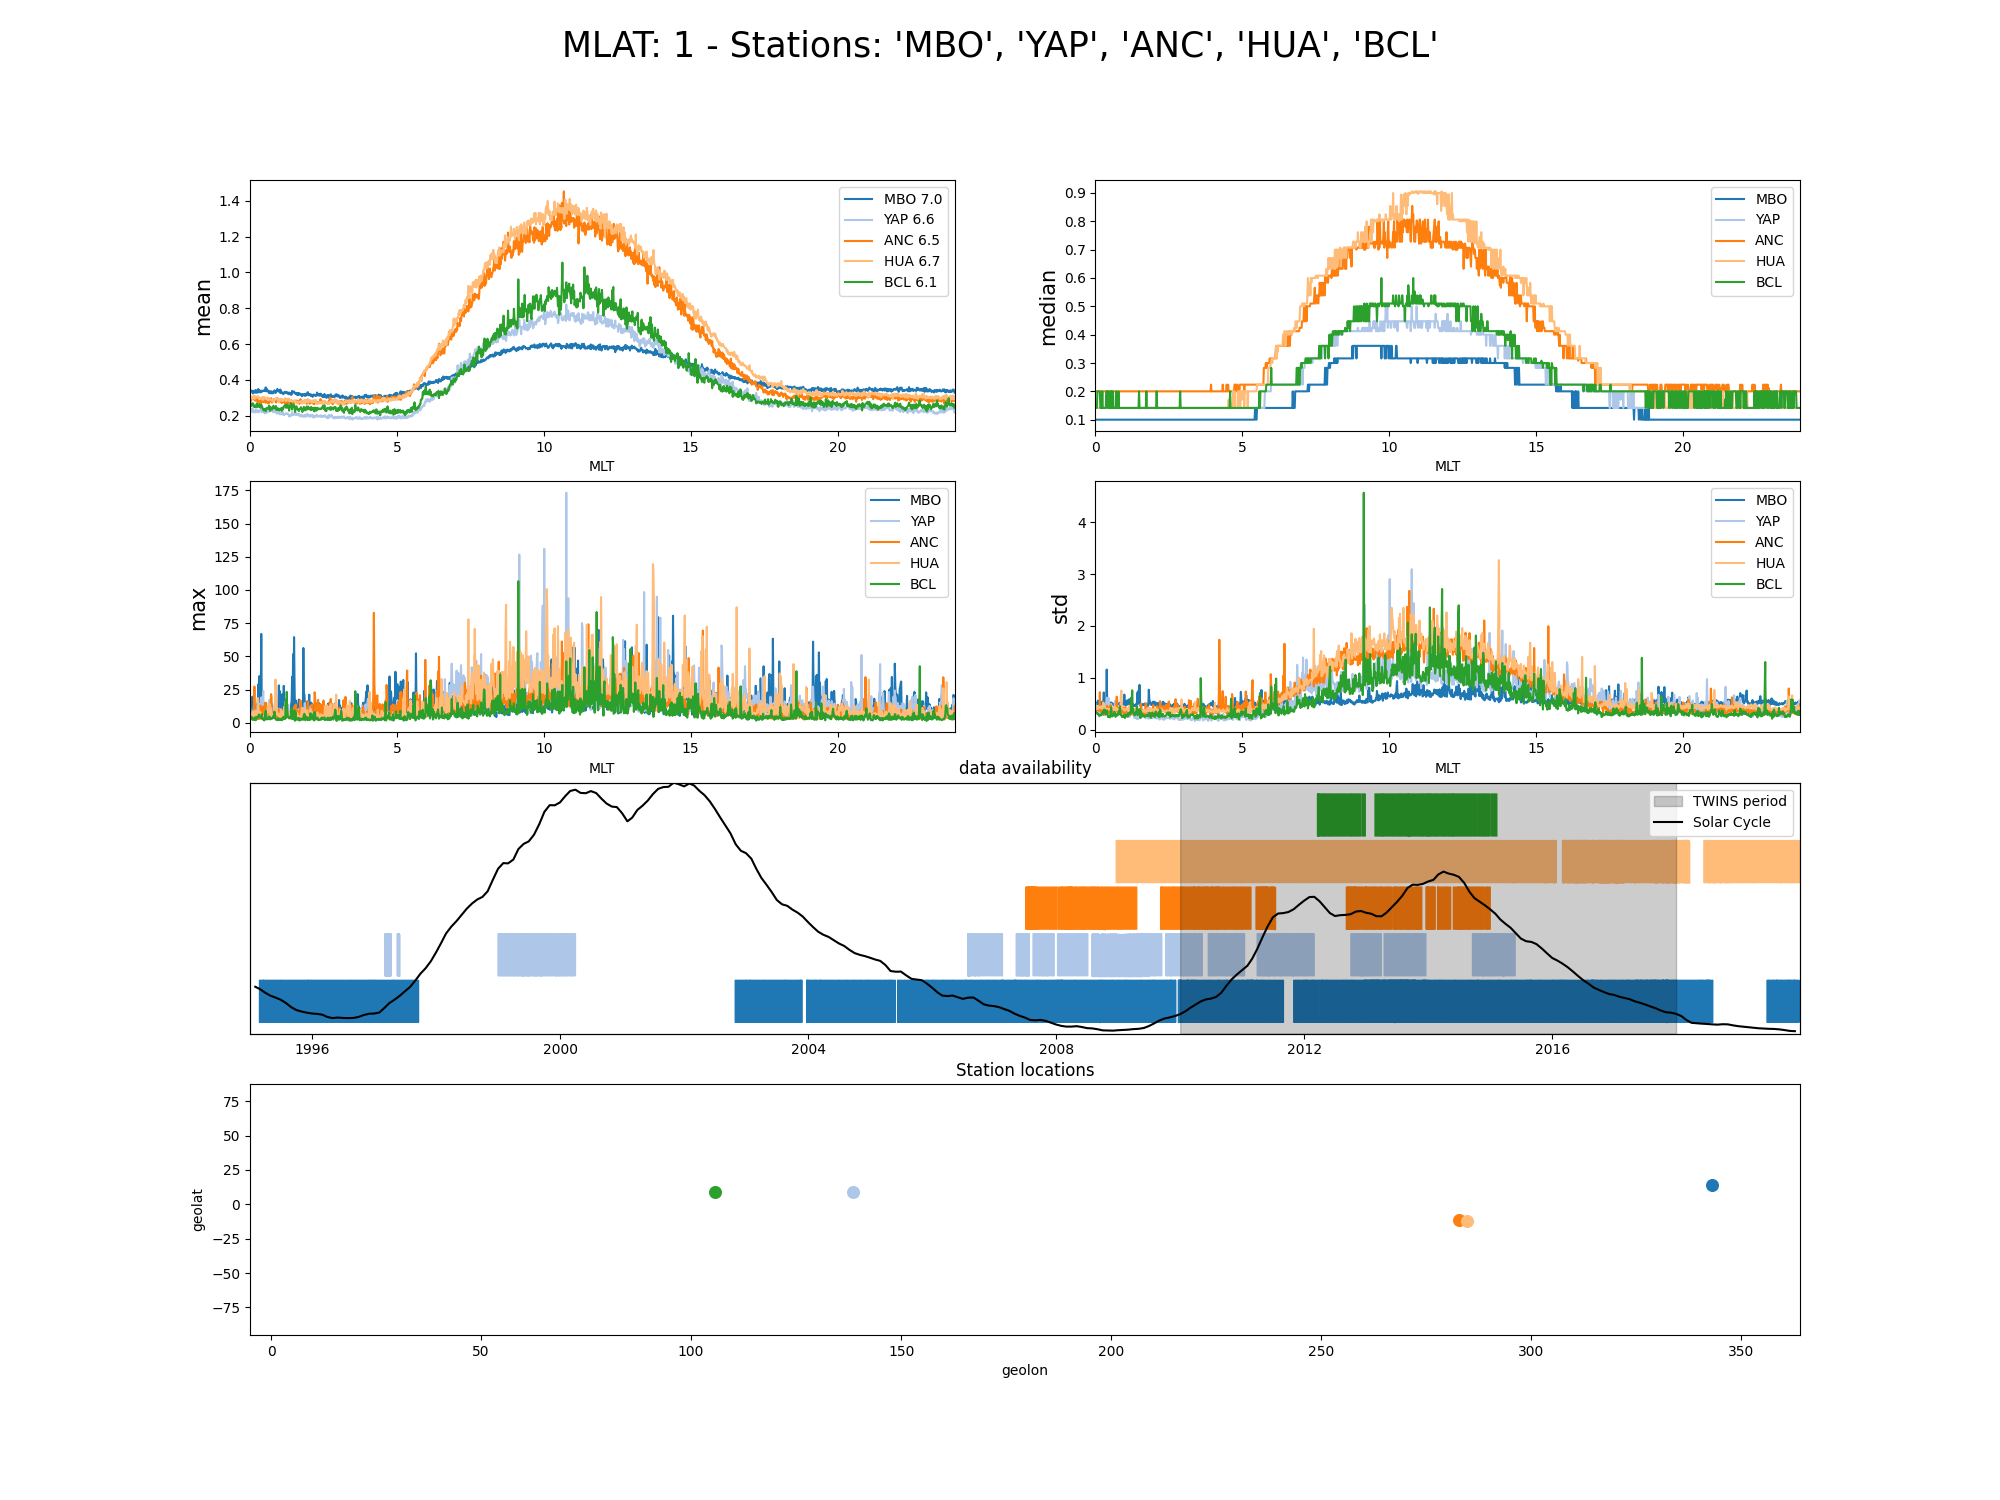 MLAT: 1 - Stations: 'MBO', 'YAP', 'ANC', 'HUA', 'BCL'
mean
1.4
1.2
1.0
0.8
0.6
0.4
0.2
0 5 10 15 20
MLT
MBO 7.0
YAP 6.6
ANC 6.5
HUA 6.7
BCL 6.1
median
0.9
0.8
0.7
0.6
0.5
0.4
0.3
0.2
0.1
0 5 10 15 20
MLT
MBO
YAP
ANC
HUA
BCL
max
175
150
125
100
75
50
25
0
0 5 10 15 20
MLT
MBO
YAP
ANC
HUA
BCL
std
4
3
2
1
0
0 5 10 15 20
MLT
MBO
YAP
ANC
HUA
BCL
data availability
TWINS period
Solar Cycle
1996 2000 2004 2008 2012 2016
Station locations
geolat
75
50
25
0
−25
−50
−75
0 50 100 150 200 250 300 350
geolon